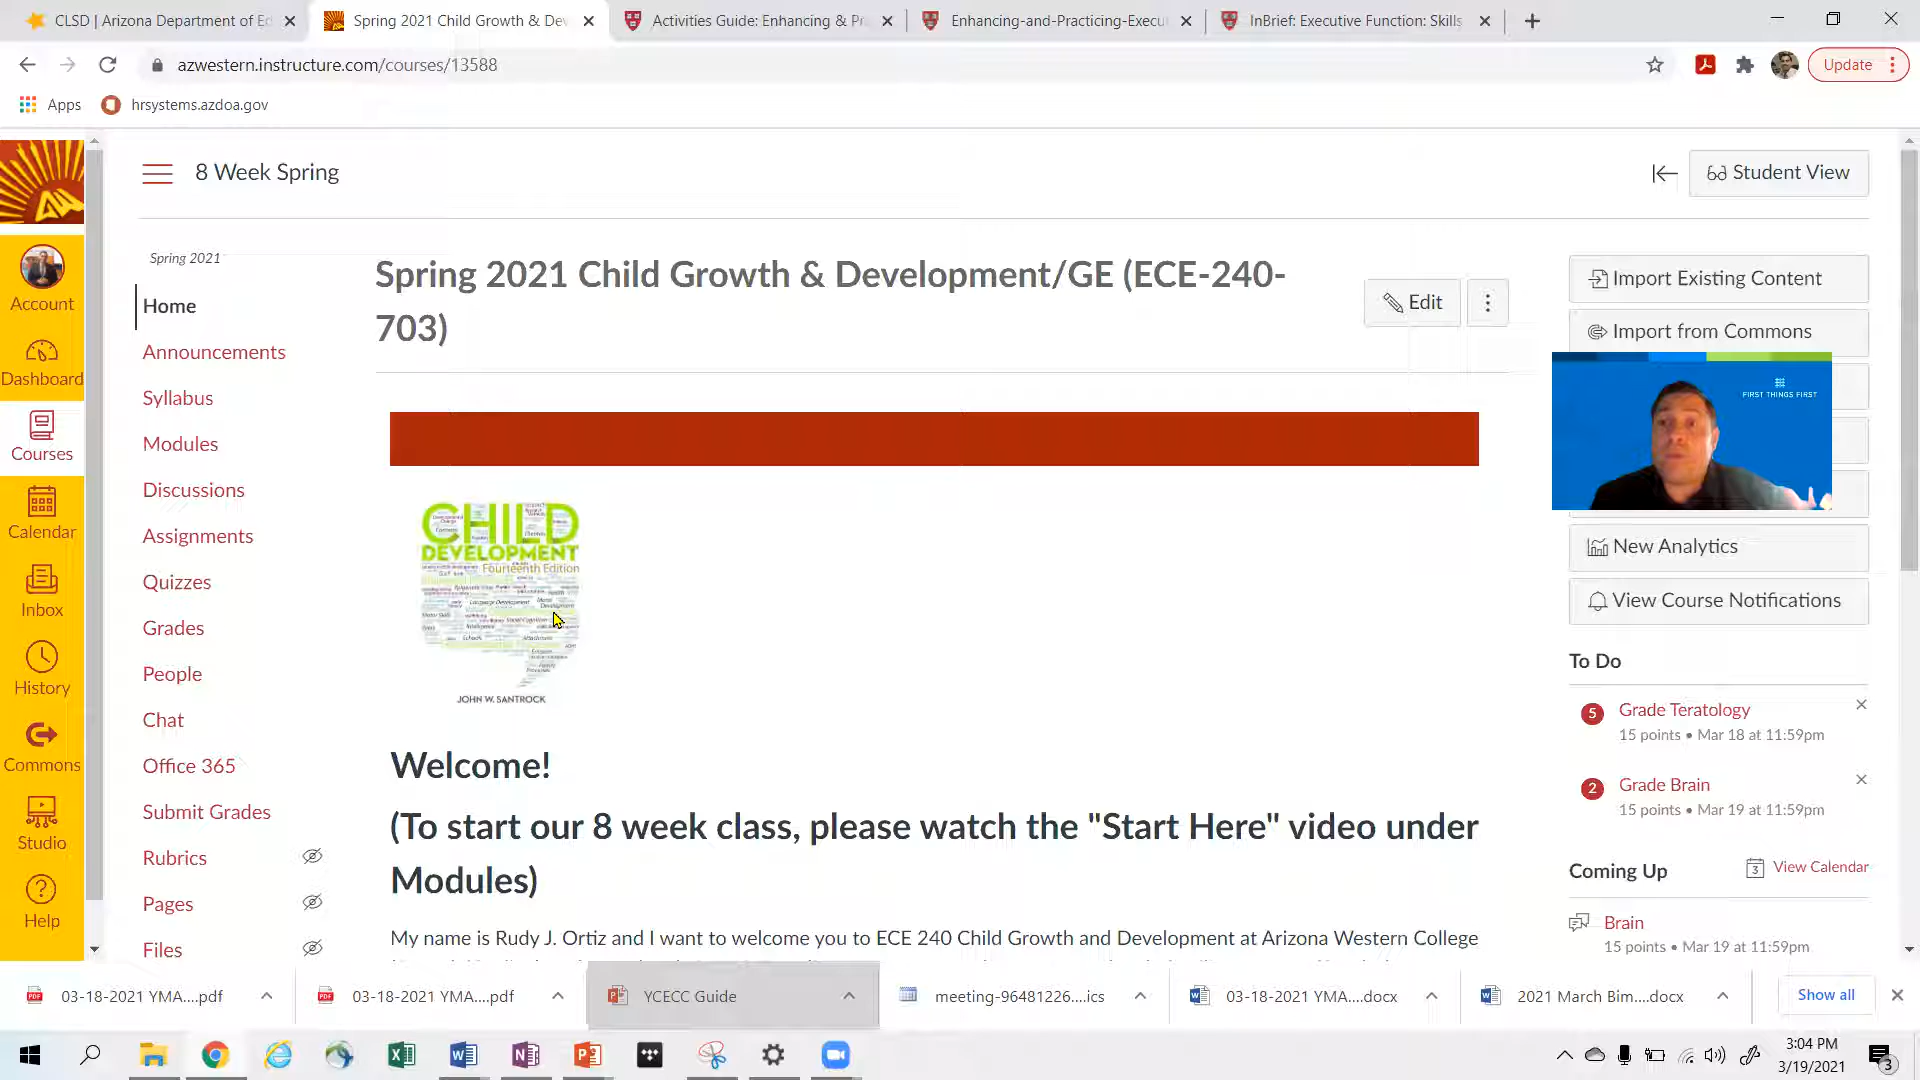 CLSD | Arizona Department of Ed
Spring 2021 Child Growth & Dev
Activities Guide: Enhancing & Pr
Enhancing-and-Practicing-Execu
InBrief: Executive Function: Skills
azwestern.instructure.com/courses/13588
Update
Apps
hrsystems.azdoa.gov
8 Week Spring
Student View
Account
Dashboard
Courses
Calendar
Inbox
History
Commons
Studio
Help
Spring 2021
Home
Announcements
Syllabus
Modules
Discussions
Assignments
Quizzes
Grades
People
Chat
Office 365
Submit Grades
Rubrics
Pages
Files
Spring 2021 Child Growth & Development/GE (ECE-240-
703)
Edit
CHILD
DEVELOPMENT
Fourteenth Edition
JOHN W. SANTROCK
Welcome!
(To start our 8 week class, please watch the "Start Here" video under
Modules)
My name is Rudy J. Ortiz and I want to welcome you to ECE 240 Child Growth and Development at Arizona Western College
Import Existing Content
Import from Commons
FIRST THINGS FIRST
New Analytics
View Course Notifications
To Do
5
Grade Teratology
15 points • Mar 18 at 11:59pm
2
Grade Brain
15 points • Mar 19 at 11:59pm
Coming Up
3
View Calendar
Brain
15 points • Mar 19 at 11:59pm
03-18-2021 YMA....pdf
03-18-2021 YMA....pdf
YCECC Guide
meeting-96481226....ics
03-18-2021 YMA....docx
2021 March Bim....docx
Show all
3:04 PM
3/19/2021
3